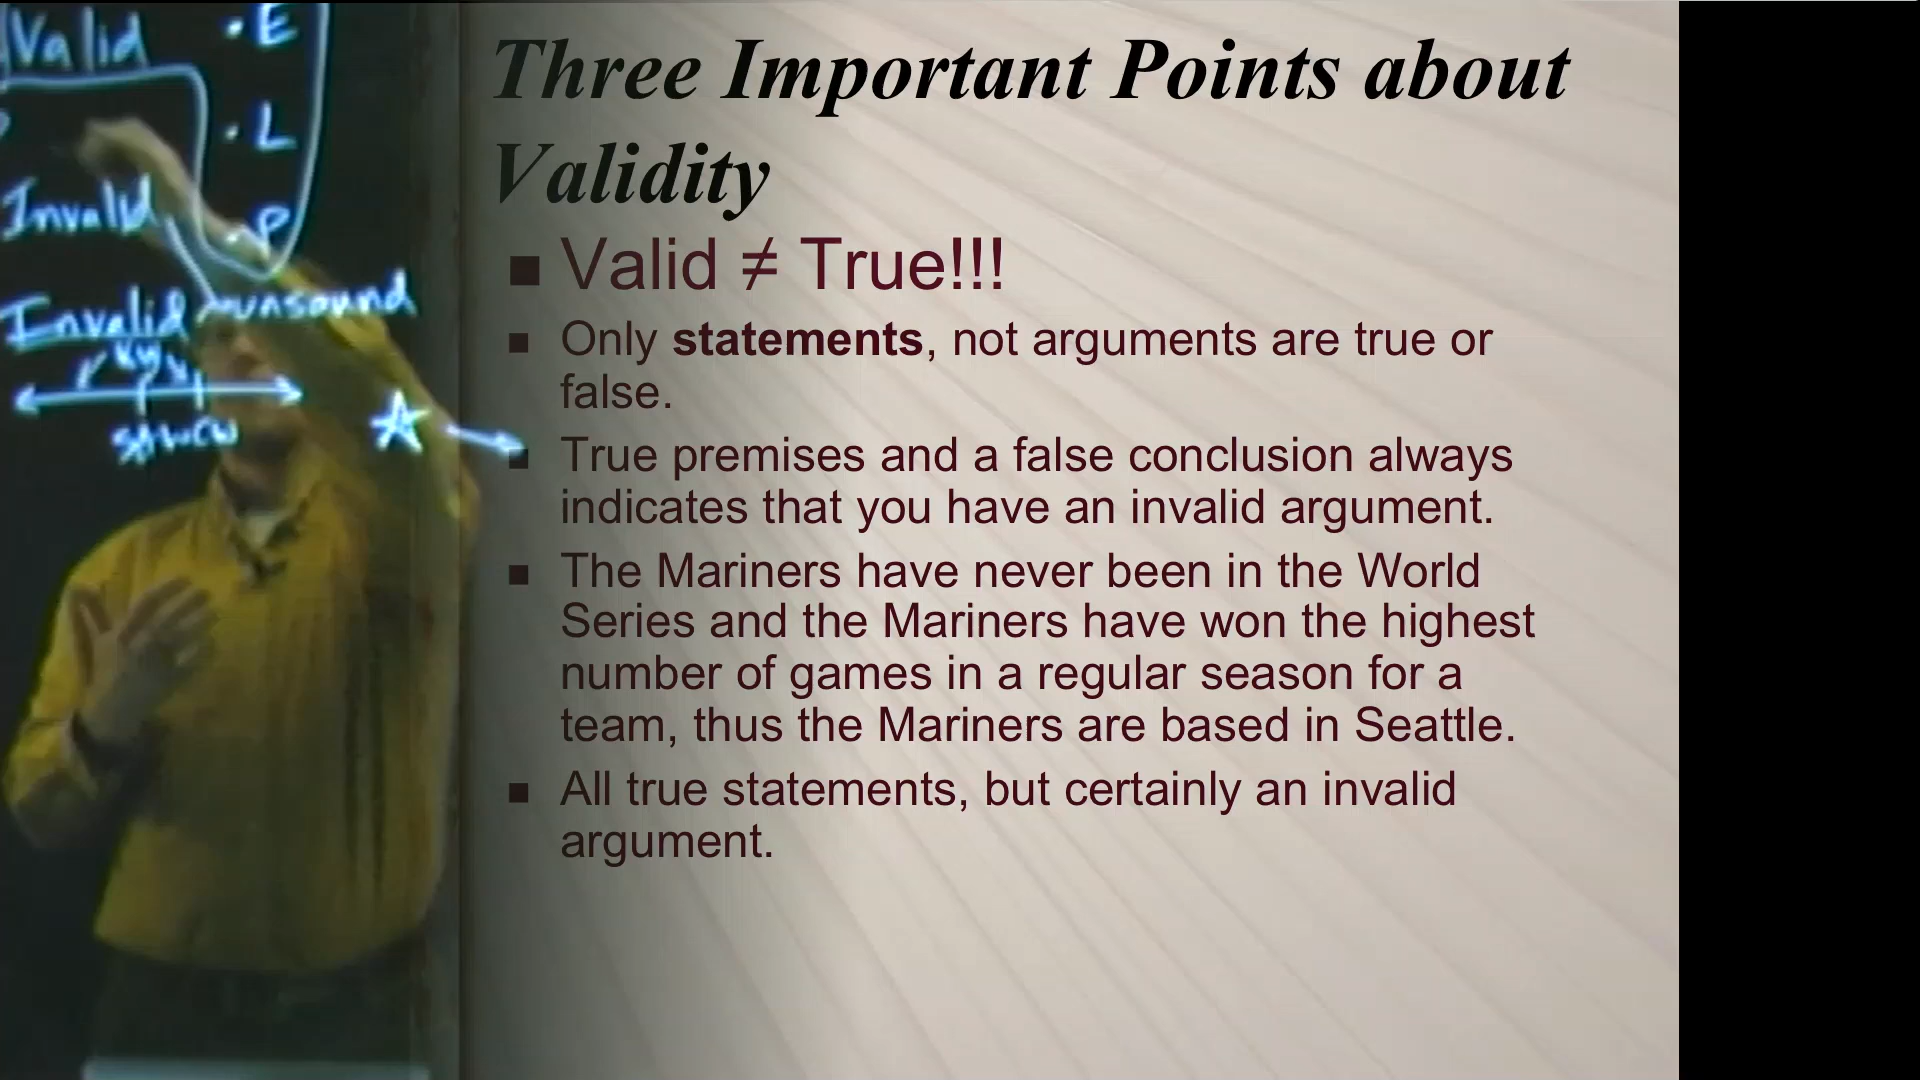 Valid
• E
• L
Invalid
• P
Invalid unsound
Three Important Points about
Validity
■ Valid ≠ True!!!
■ Only statements, not arguments are true or
false.
■ True premises and a false conclusion always
indicates that you have an invalid argument.
■ The Mariners have never been in the World
Series and the Mariners have won the highest
number of games in a regular season for a
team, thus the Mariners are based in Seattle.
■ All true statements, but certainly an invalid
argument.